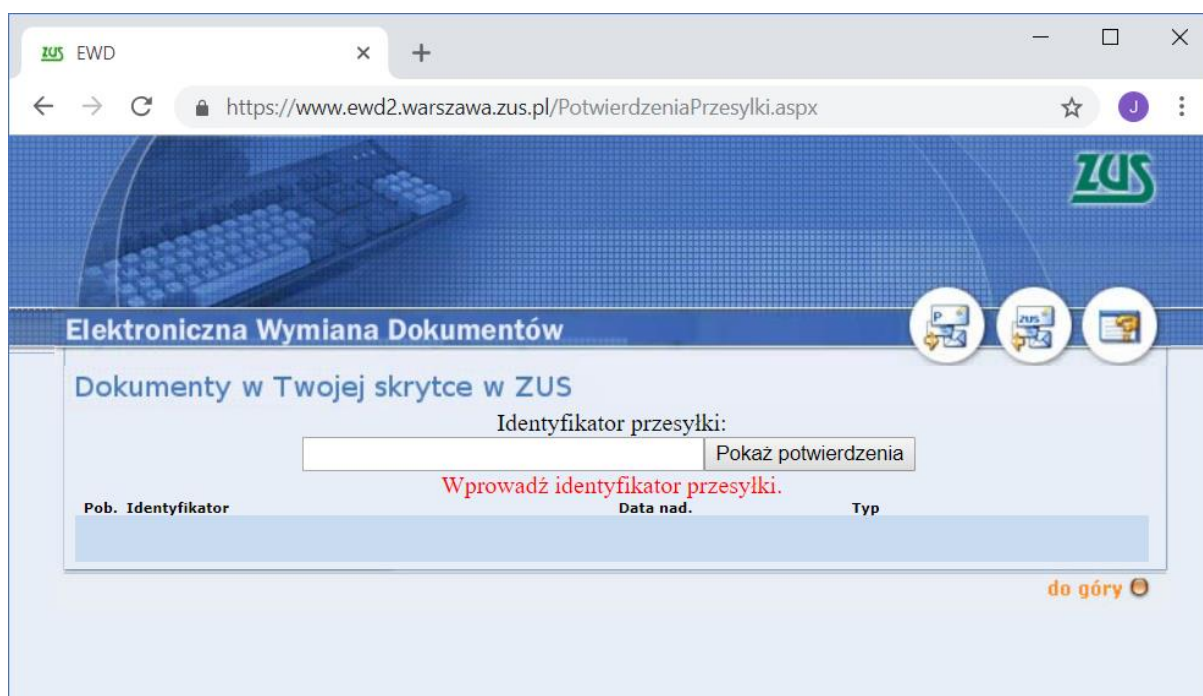 ZUS EWD
https://www.ewd2.warszawa.zus.pl/PotwierdzeniaPrzesylki.aspx
J
ZUS
P
ZUS
Elektroniczna Wymiana Dokumentów
Dokumenty w Twojej skrytce w ZUS
Identyfikator przesyłki:
Pokaż potwierdzenia
Wprowadź identyfikator przesyłki.
Pob. Identyfikator Data nad. Typ
do góry